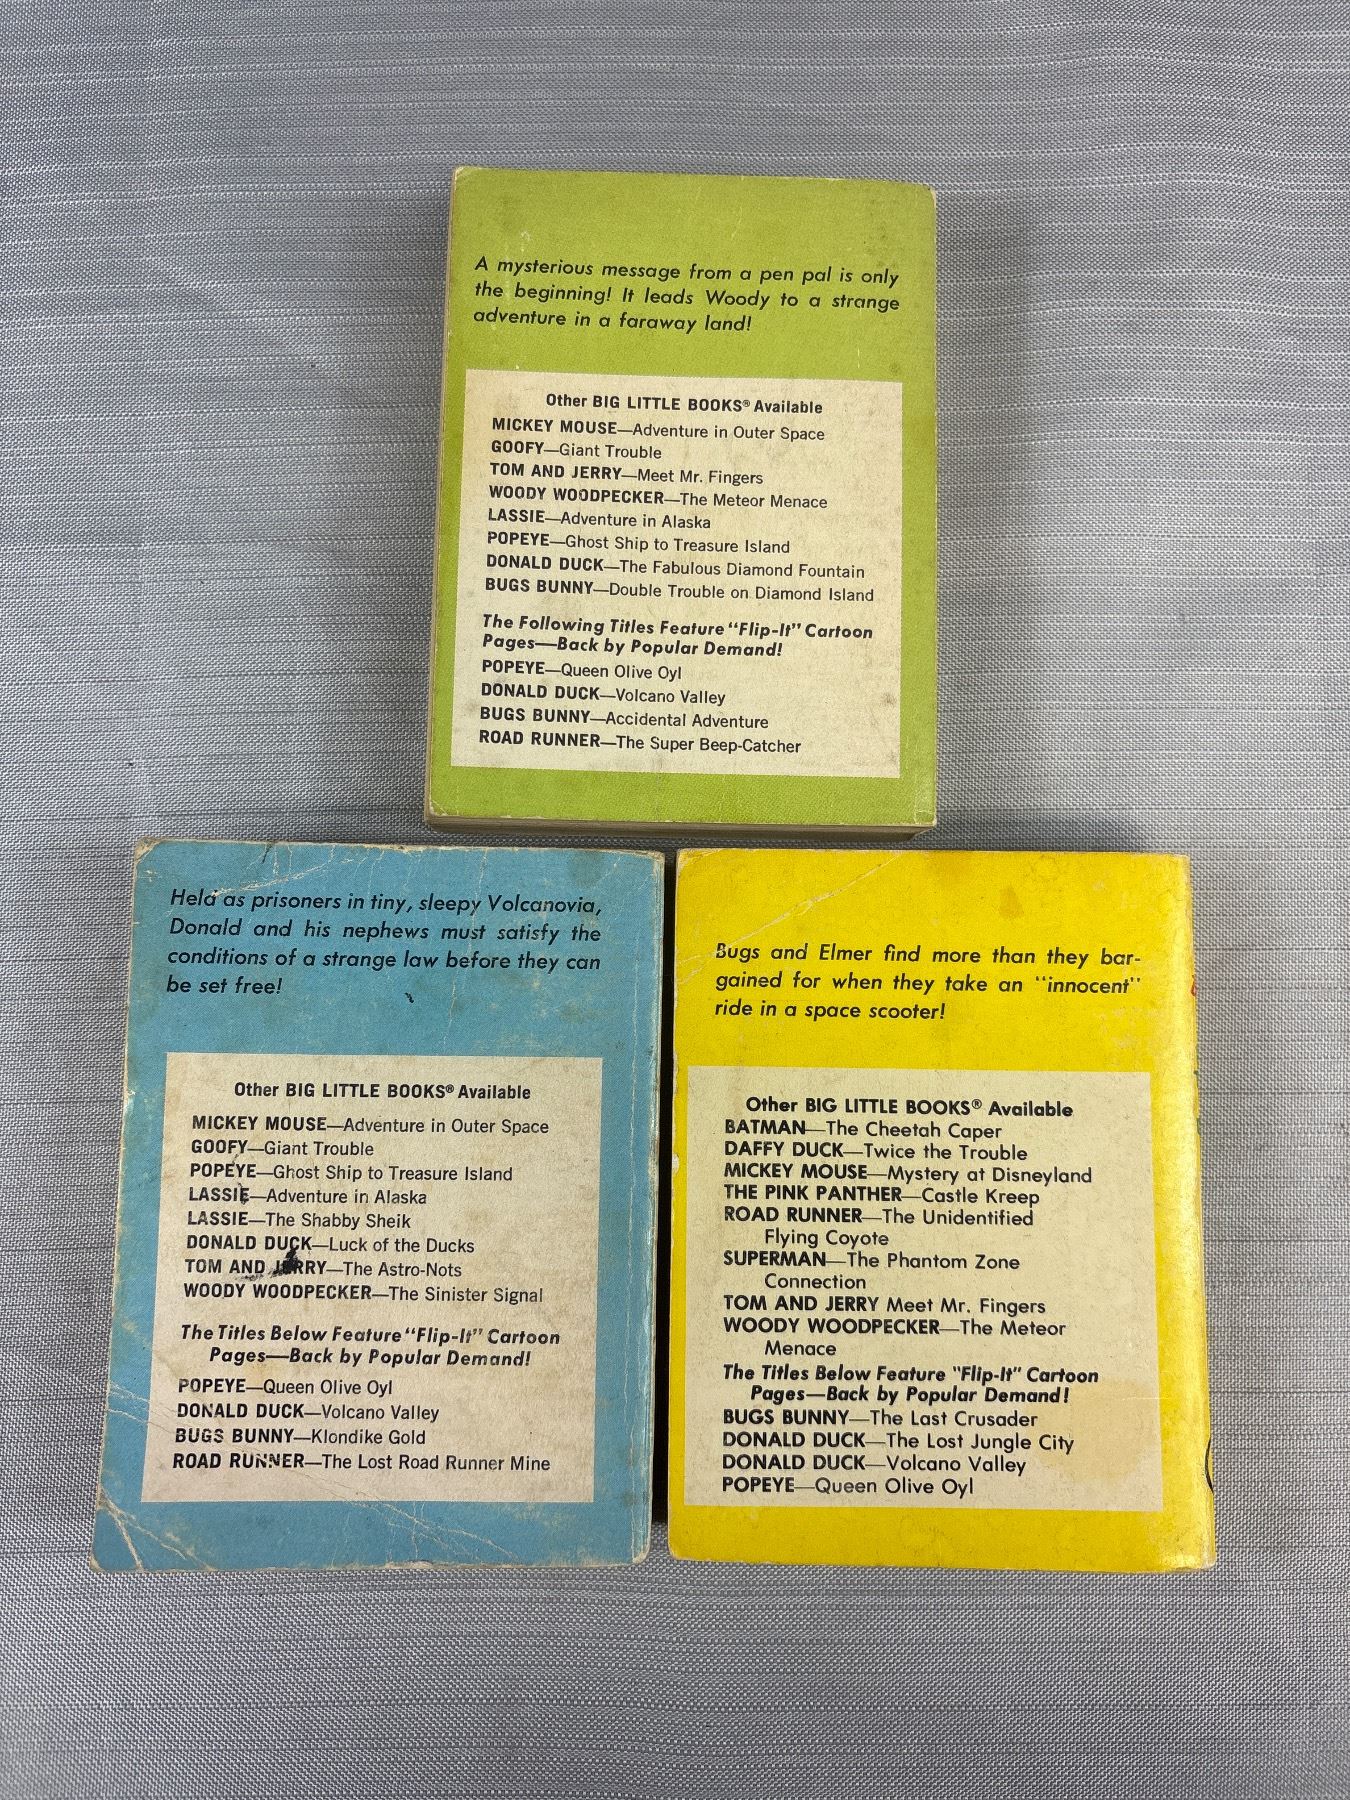 A mysterious message from a pen pal is only
the beginning! It leads Woody to a strange
adventure in a faraway land!
Other BIG LITTLE BOOKS® Available
MICKEY MOUSE—Adventure in Outer Space
GOOFY—Giant Trouble
TOM AND JERRY—Meet Mr. Fingers
WOODY WOODPECKER—The Meteor Menace
LASSIE—Adventure in Alaska
POPEYE—Ghost Ship to Treasure Island
DONALD DUCK—The Fabulous Diamond Fountain
BUGS BUNNY—Double Trouble on Diamond Island
The Following Titles Feature "Flip-It" Cartoon
Pages—Back by Popular Demand!
POPEYE—Queen Olive Oyl
DONALD DUCK—Volcano Valley
BUGS BUNNY—Accidental Adventure
ROAD RUNNER—The Super Beep-Catcher
Held as prisoners in tiny, sleepy Volcanovia,
Donald and his nephews must satisfy the
conditions of a strange law before they can
be set free!
Other BIG LITTLE BOOKS® Available
MICKEY MOUSE—Adventure in Outer Space
GOOFY—Giant Trouble
POPEYE—Ghost Ship to Treasure Island
LASSIE—Adventure in Alaska
LASSIE—The Shabby Sheik
DONALD DUCK—Luck of the Ducks
TOM AND JERRY—The Astro-Nots
WOODY WOODPECKER—The Sinister Signal
The Titles Below Feature "Flip-It" Cartoon
Pages—Back by Popular Demand!
POPEYE—Queen Olive Oyl
DONALD DUCK—Volcano Valley
BUGS BUNNY—Klondike Gold
ROAD RUNNER—The Lost Road Runner Mine
Bugs and Elmer find more than they bar-
gained for when they take an "innocent"
ride in a space scooter!
Other BIG LITTLE BOOKS® Available
BATMAN—The Cheetah Caper
DAFFY DUCK—Twice the Trouble
MICKEY MOUSE—Mystery at Disneyland
THE PINK PANTHER—Castle Kreep
ROAD RUNNER—The Unidentified
Flying Coyote
SUPERMAN—The Phantom Zone
Connection
TOM AND JERRY Meet Mr. Fingers
WOODY WOODPECKER—The Meteor
Menace
The Titles Below Feature "Flip-It" Cartoon
Pages—Back by Popular Demand!
BUGS BUNNY—The Last Crusader
DONALD DUCK—The Lost Jungle City
DONALD DUCK—Volcano Valley
POPEYE—Queen Olive Oyl